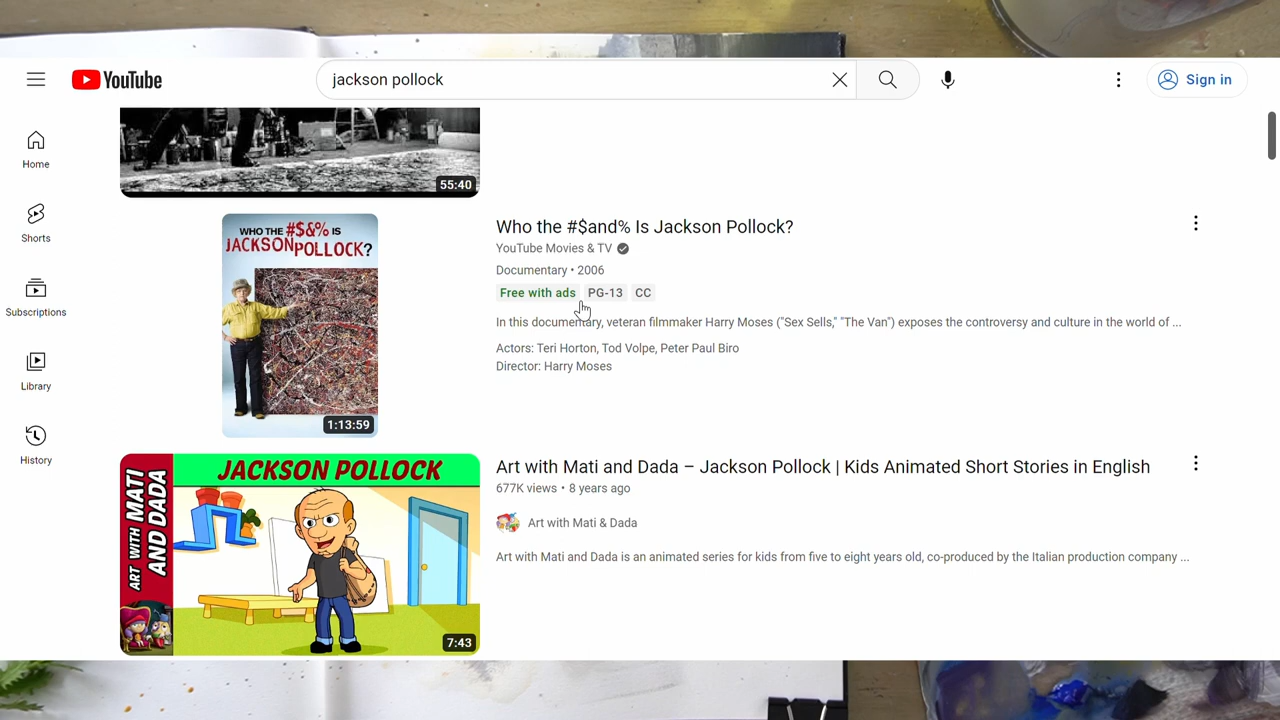 YouTube
jackson pollock
Sign in
Home
Shorts
Subscriptions
Library
History
55:40
WHO THE #$&% IS
JACKSON POLLOCK?
1:13:59
Who the #$and% Is Jackson Pollock?
YouTube Movies & TV
Documentary • 2006
Free with ads PG-13 CC
In this documentary, veteran filmmaker Harry Moses ("Sex Sells," "The Van") exposes the controversy and culture in the world of ...
Actors: Teri Horton, Tod Volpe, Peter Paul Biro
Director: Harry Moses
ART WITH MATI
AND DADA
JACKSON POLLOCK
7:43
Art with Mati and Dada – Jackson Pollock | Kids Animated Short Stories in English
677K views • 8 years ago
Art with Mati & Dada
Art with Mati and Dada is an animated series for kids from five to eight years old, co-produced by the Italian production company ...